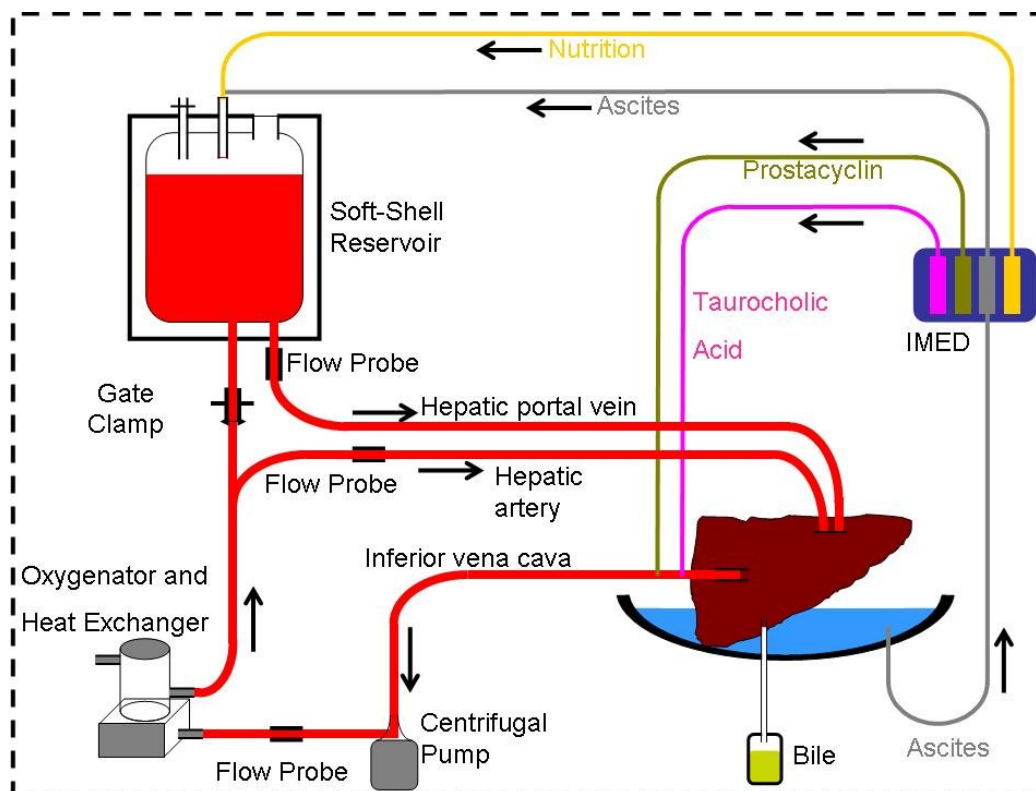 Nutrition
Ascites
Prostacyclin
Soft-Shell
Reservoir
Taurocholic
Acid
IMED
Flow Probe
Gate
Clamp
Hepatic portal vein
Flow Probe
Hepatic
artery
Inferior vena cava
Oxygenator and
Heat Exchanger
Centrifugal
Pump
Flow Probe
Bile
Ascites